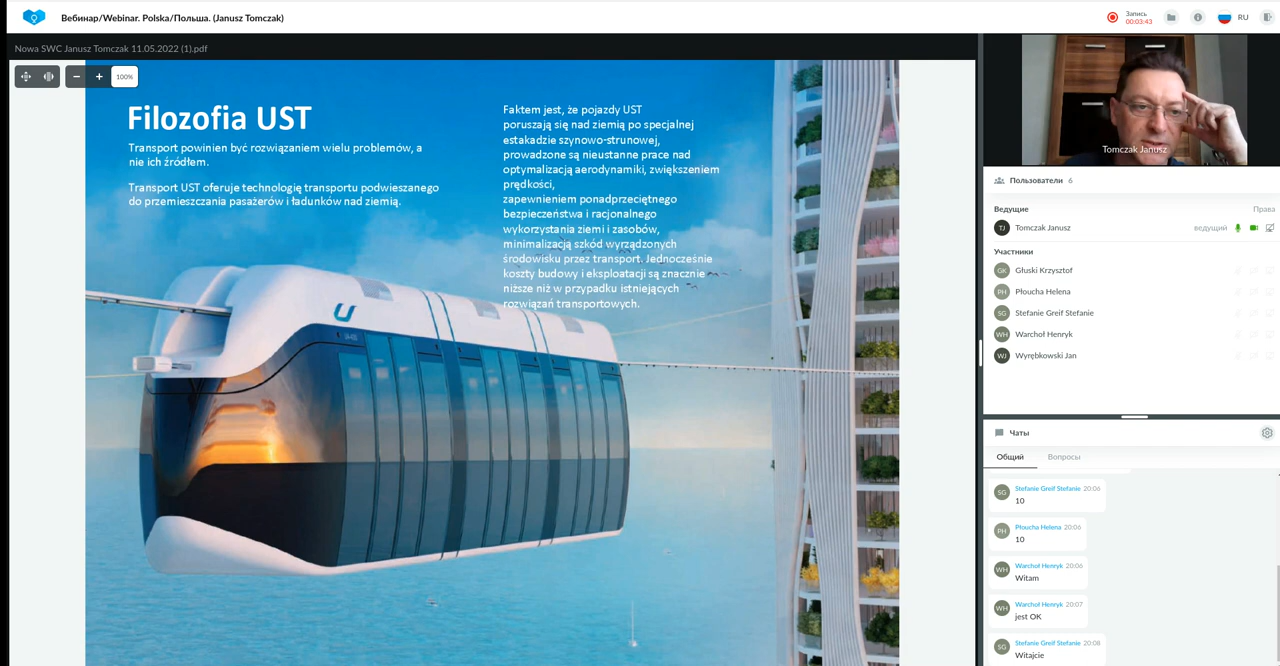 Вебинар/Webinar. Polska/Польша. (Janusz Tomczak)
Запись
00:03:43
RU
Nowa SWC Janusz Tomczak 11.05.2022 (1).pdf
100%
Filozofia UST
Transport powinien być rozwiązaniem wielu problemów, a
nie ich źródłem.
Transport UST oferuje technologię transportu podwieszanego
do przemieszczania pasażerów i ładunków nad ziemią.
Faktem jest, że pojazdy UST
poruszają się nad ziemią po specjalnej
estakadzie szynowo-strunowej,
prowadzone są nieustanne prace nad
optymalizacją aerodynamiki, zwiększeniem
prędkości,
zapewnieniem ponadprzeciętnego
bezpieczeństwa i racjonalnego
wykorzystania ziemi i zasobów,
minimalizacją szkód wyrządzonych
środowisku przez transport. Jednocześnie
koszty budowy i eksploatacji są znacznie
niższe niż w przypadku istniejących
rozwiązań transportowych.
Tomczak Janusz
Пользователи 6
Ведущие Права
TJ Tomczak Janusz ведущий
Участники
GK Głuski Krzysztof
PH Płoucha Helena
SG Stefanie Greif Stefanie
WH Warchoł Henryk
WJ Wyrębkowski Jan
Чаты
Общий Вопросы
SG Stefanie Greif Stefanie 20:06
10
PH Płoucha Helena 20:06
10
WH Warchoł Henryk 20:06
Witam
WH Warchoł Henryk 20:07
jest OK
SG Stefanie Greif Stefanie 20:08
Witajcie